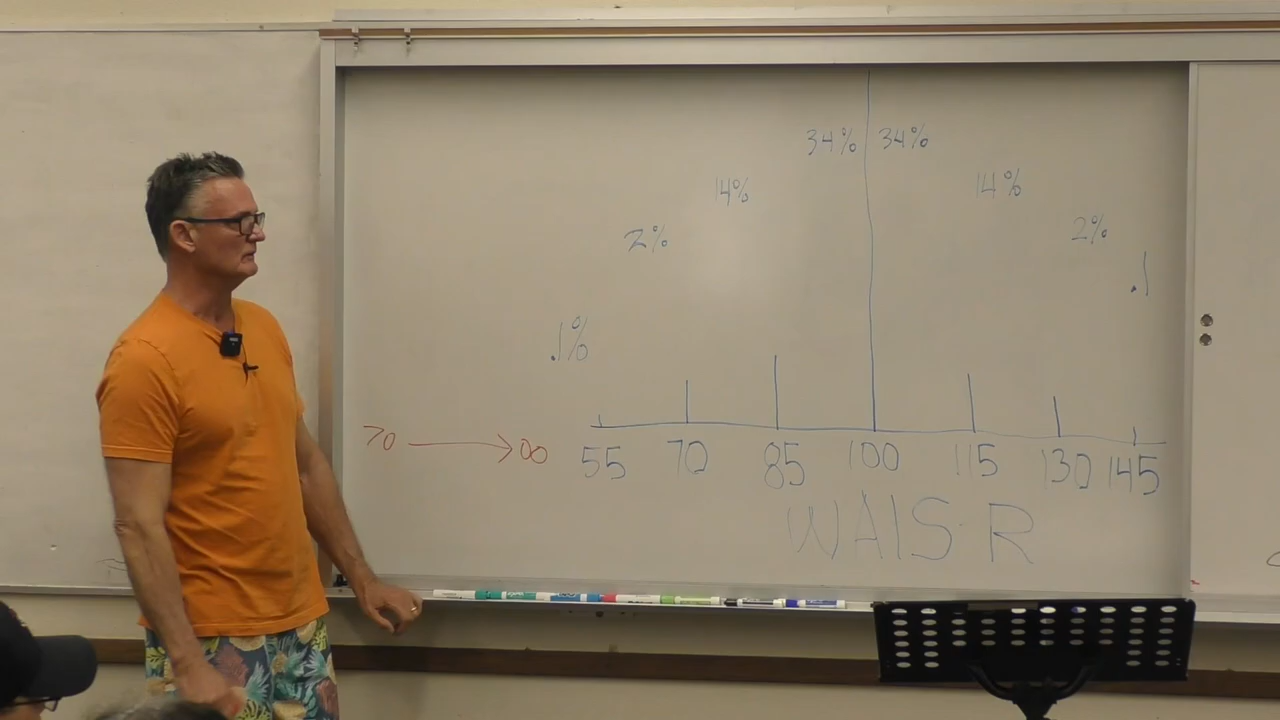 34% 34%
14% 14%
2% 2%
.1
.1%
70 → 00
55 70 85 100 115 130 145
WAIS-R